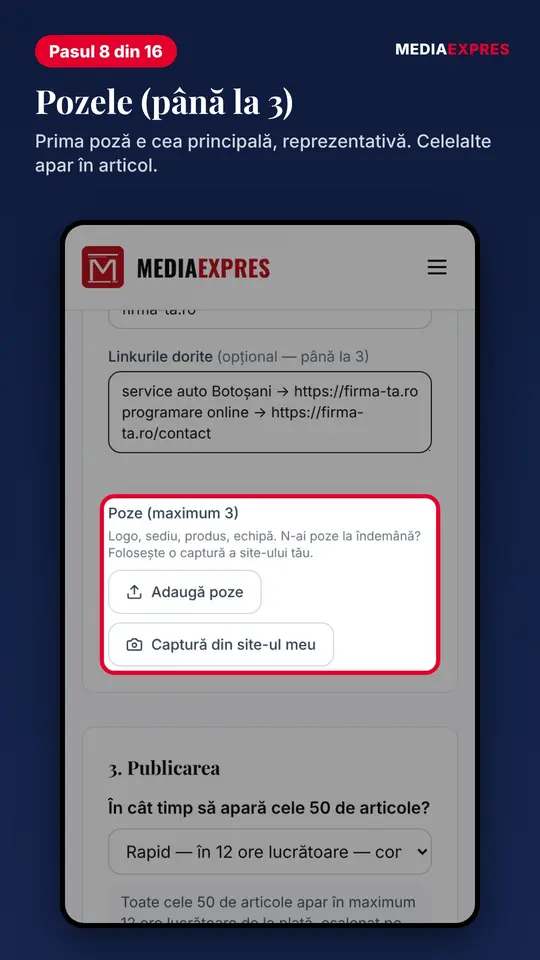 Pasul 8 din 16
MEDIAEXPRES
Pozele (până la 3)
Prima poză e cea principală, reprezentativă. Celelalte
apar în articol.
MEDIAEXPRES
firma-ta.ro
Linkurile dorite (opțional — până la 3)
service auto Botoșani → https://firma-ta.ro
programare online → https://firma-
ta.ro/contact
Poze (maximum 3)
Logo, sediu, produs, echipă. N-ai poze la îndemână?
Folosește o captură a site-ului tău.
Adaugă poze
Captură din site-ul meu
3. Publicarea
În cât timp să apară cele 50 de articole?
Rapid — în 12 ore lucrătoare — cor
Toate cele 50 de articole apar în maximum
12 ore lucrătoare de la plată, eșalonat pe